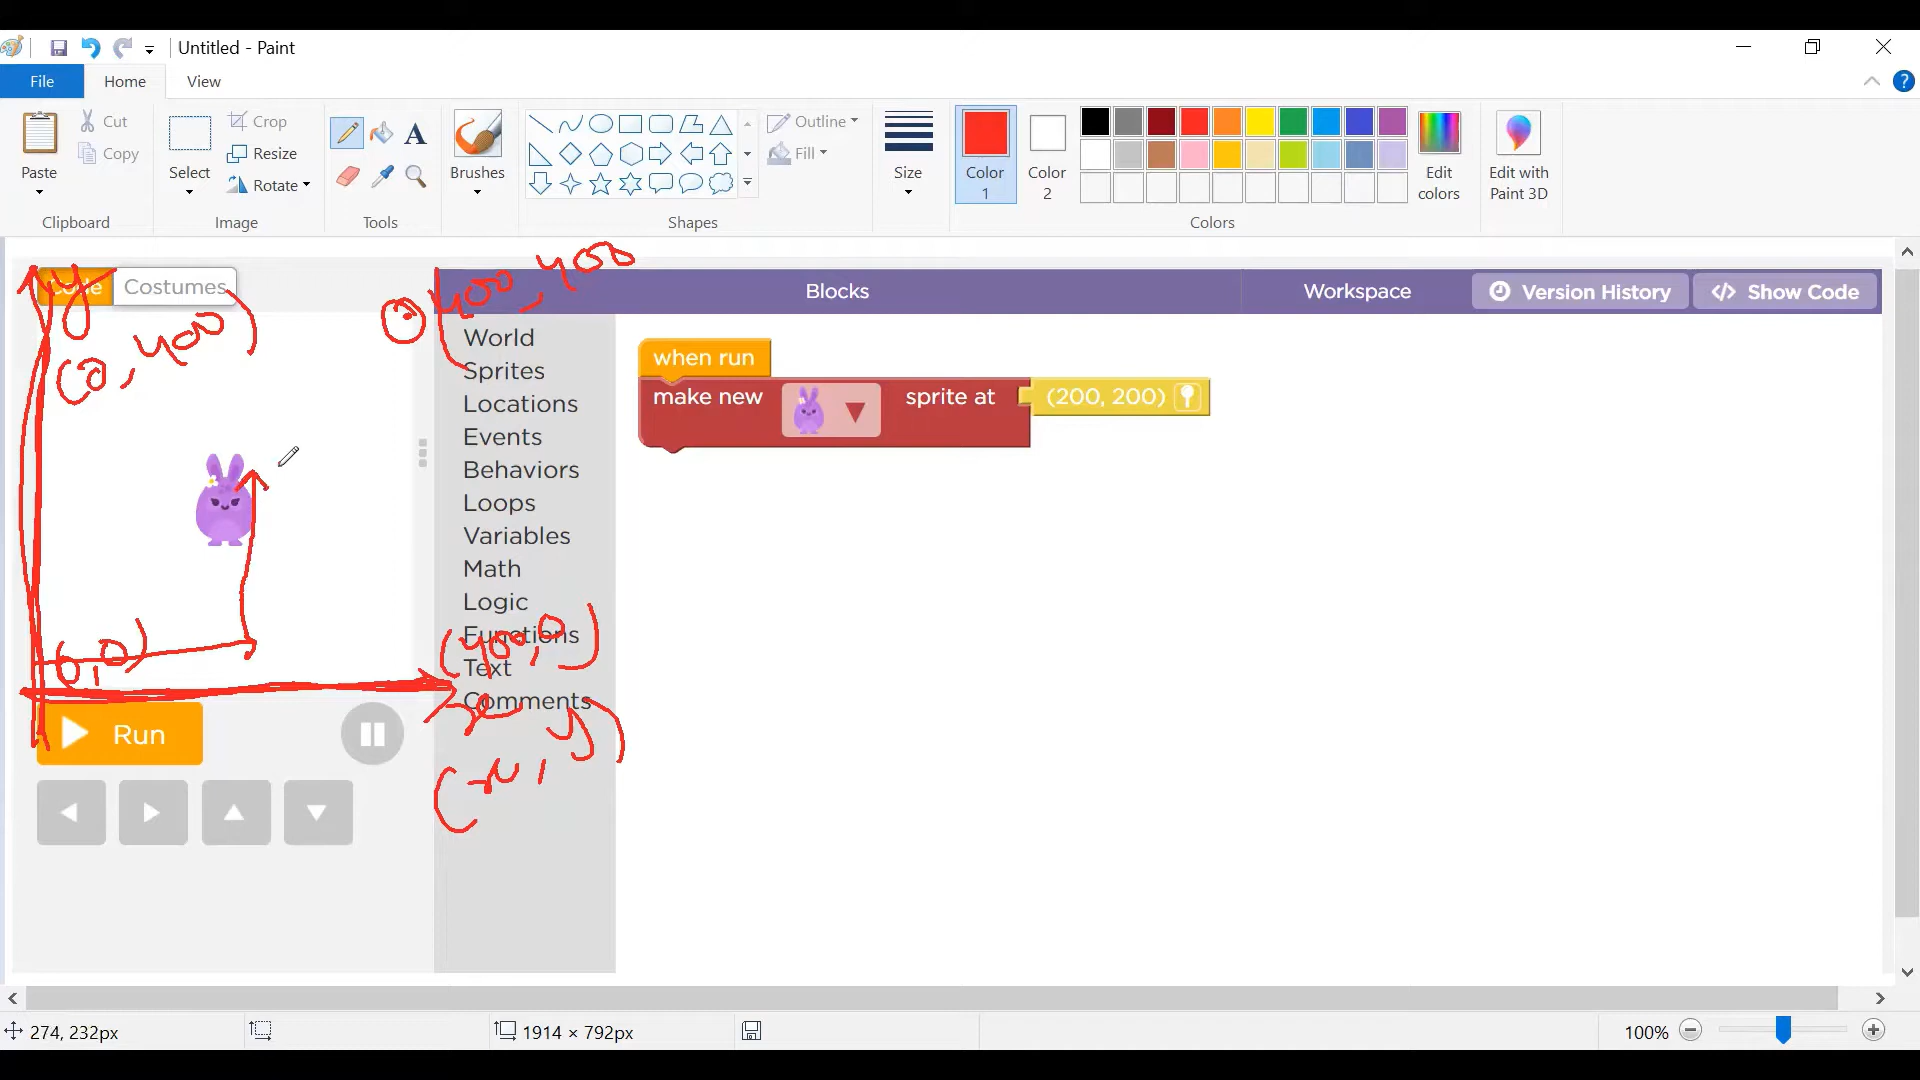 Untitled - Paint
File
Home
View
Paste
Cut
Copy
Clipboard
Select
Crop
Resize
Rotate
Image
A
Tools
Brushes
Shapes
Outline
Fill
Size
Color
1
Color
2
Colors
Edit
colors
Edit with
Paint 3D
?
y
Code
Costumes
(0, 400)
(400, 400
Blocks
Workspace
Version History
</> Show Code
World
Sprites
Locations
Events
Behaviors
Loops
Variables
Math
Logic
Functions
Text
Comments
when run
make new
sprite at
(200, 200)
(0,0)
(400,0)
x
(x, y)
Run
274, 232px
1914 × 792px
100%